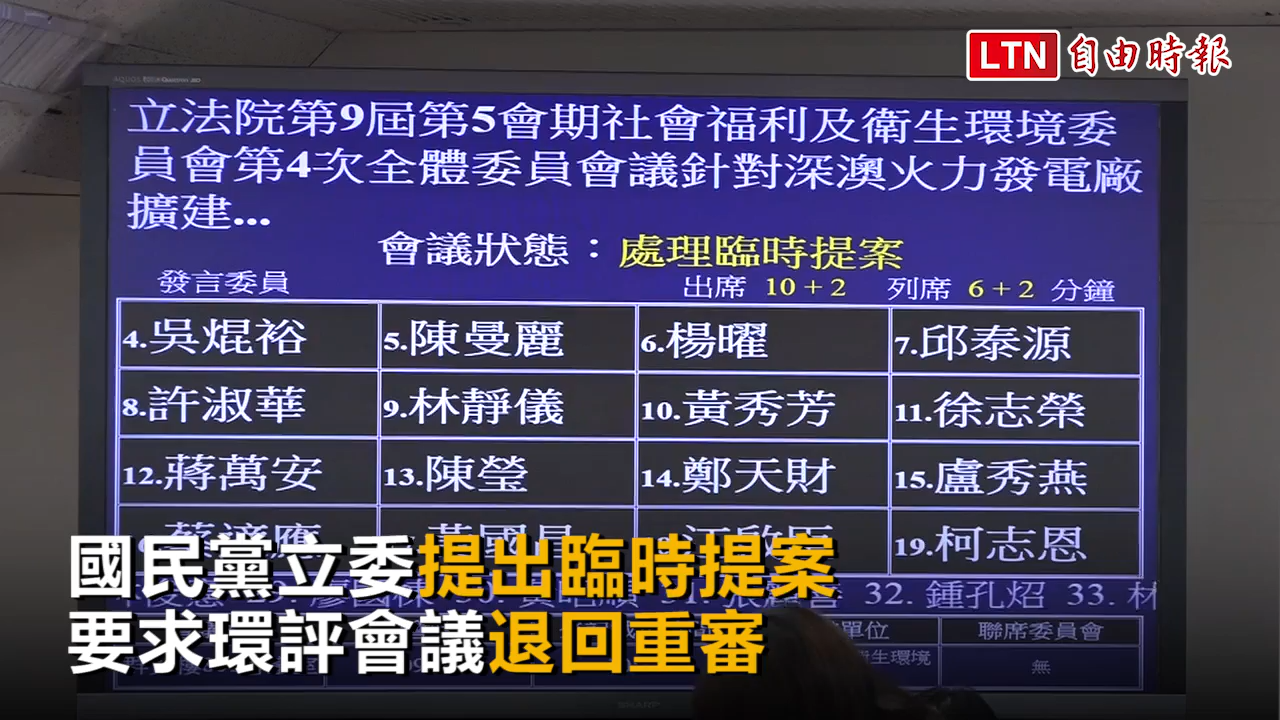 LTN 自由時報
立法院第9屆第5會期社會福利及衛生環境委
員會第4次全體委員會議針對深澳火力發電廠
擴建...
會議狀態：處理臨時提案
發言委員 出席 10+2 列席 6+2 分鐘
4.吳焜裕 5.陳曼麗 6.楊曜 7.邱泰源
8.許淑華 9.林靜儀 10.黃秀芳 11.徐志榮
12.蔣萬安 13.陳瑩 14.鄭天財 15.盧秀燕
19.柯志恩
32. 鍾孔炤 33. 林
國民黨立委提出臨時提案
單位 聯席委員會
要求環評會議退回重審
衛生環境 無